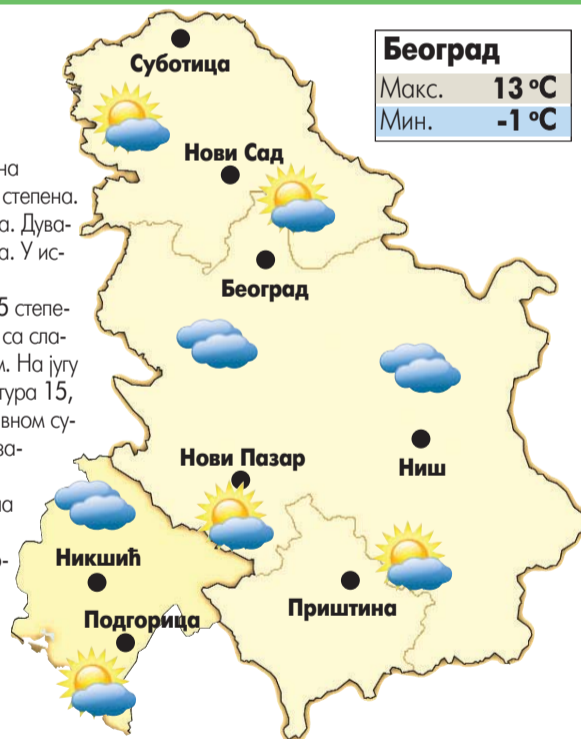 Суботица
Београд
Макс. 13 °C
Мин. -1 °C
Нови Сад
на
степена.
а. Дува-
а. У ис-
Београд
5 степе-
са сла-
м. На југу
тура 15,
вном су-
ва-
на
о-
Нови Пазар
Ниш
Никшић
Приштина
Подгорица